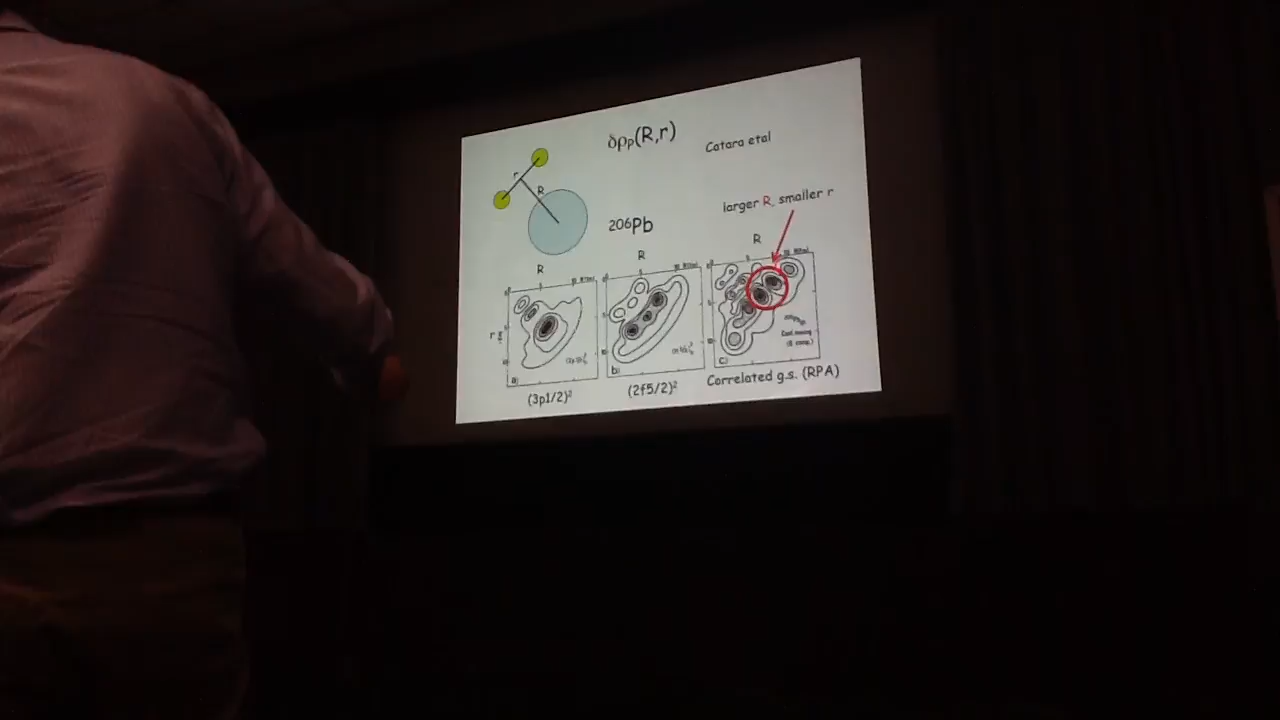 δρP(R,r)
Catara etal
r
R
larger R, smaller r
206Pb
R
R
R
r
a)
b)
c)
(3p1/2)²
(2f5/2)²
Correlated g.s. (RPA)